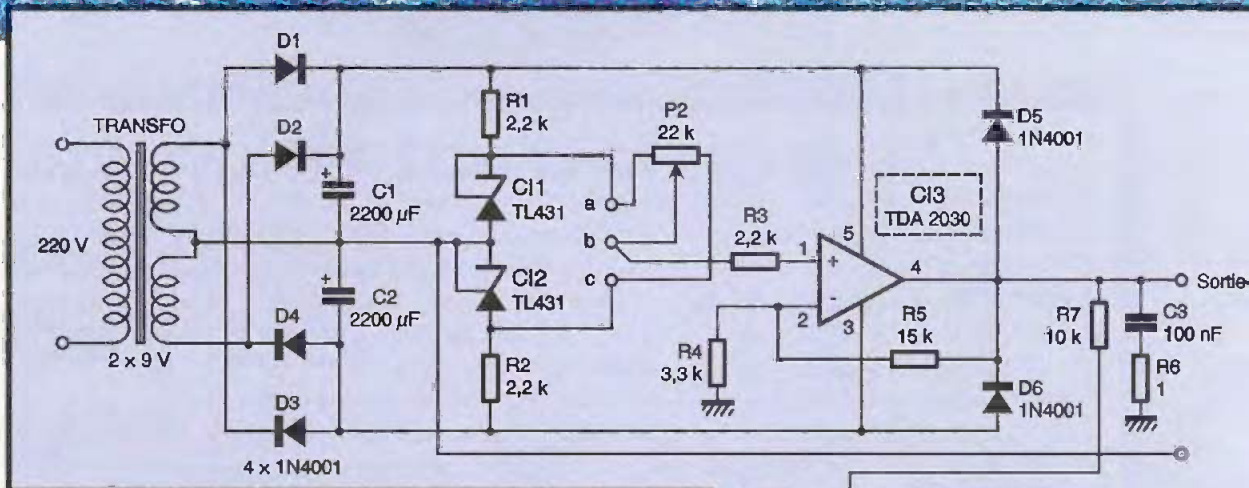 TRANSFO
220 V
2 x 9 V
D1
D2
D4
D3
4 x 1N4001
+
C1
2200 µF
+
C2
2200 µF
R1
2,2 k
CI1
TL431
CI2
TL431
R2
2,2 k
P2
22 k
a
b
c
R3
2,2 k
CI3
TDA 2030
1
+
5
4
-
2
3
R4
3,3 k
R5
15 k
D5
1N4001
D6
1N4001
R7
10 k
C3
100 nF
R6
1
Sortie